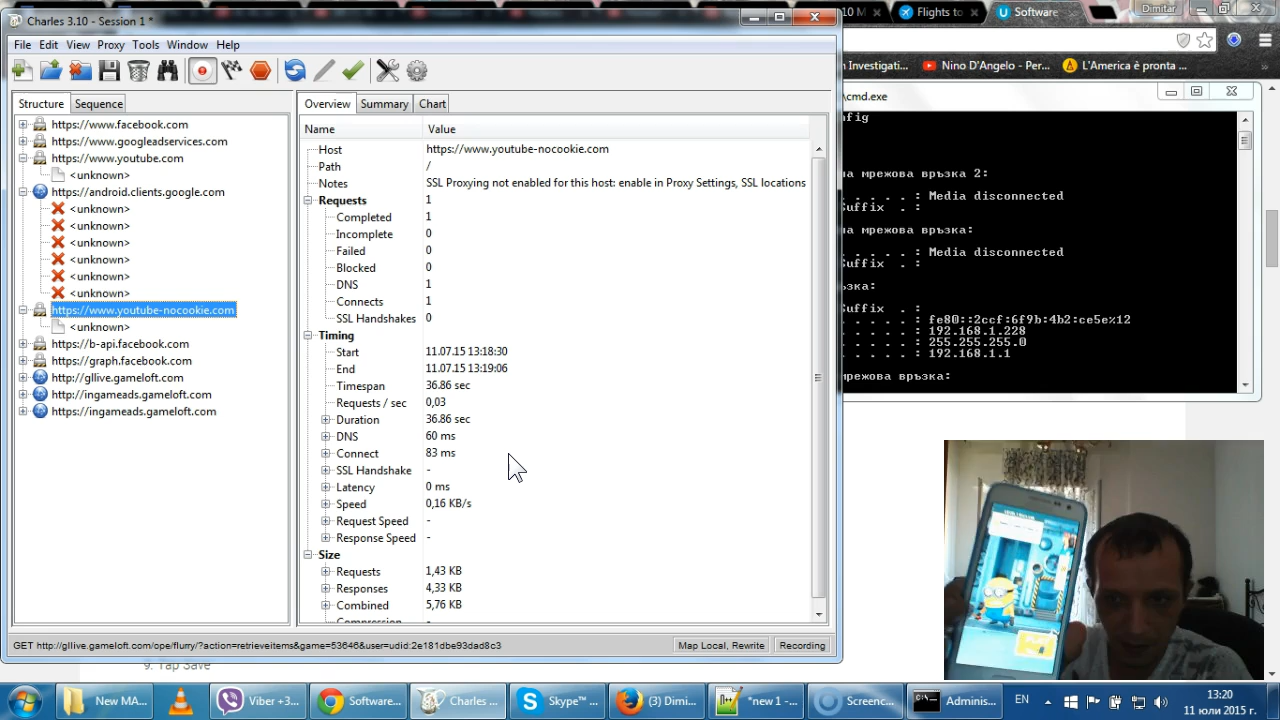 Charles 3.10 - Session 1 *
File Edit View Proxy Tools Window Help
Structure Sequence
https://www.facebook.com
https://www.googleadservices.com
https://www.youtube.com
<unknown>
https://android.clients.google.com
<unknown>
<unknown>
<unknown>
<unknown>
<unknown>
<unknown>
https://www.youtube-nocookie.com
<unknown>
https://b-api.facebook.com
https://graph.facebook.com
http://gllive.gameloft.com
http://ingameads.gameloft.com
https://ingameads.gameloft.com
Overview Summary Chart
Name Value
Host https://www.youtube-nocookie.com
Path /
Notes SSL Proxying not enabled for this host: enable in Proxy Settings, SSL locations
Requests 1
Completed 1
Incomplete 0
Failed 0
Blocked 0
DNS 1
Connects 1
SSL Handshakes 0
Timing
Start 11.07.15 13:18:30
End 11.07.15 13:19:06
Timespan 36.86 sec
Requests / sec 0,03
Duration 36.86 sec
DNS 60 ms
Connect 83 ms
SSL Handshake -
Latency 0 ms
Speed 0,16 KB/s
Request Speed -
Response Speed -
Size
Requests 1,43 KB
Responses 4,33 KB
Combined 5,76 KB
Compression -
GET http://gllive.gameloft.com/ope/flurry/?action=retrieveitems&game=53646&user=udid:2e181dbe93dad8c3
Map Local, Rewrite Recording
9. Tap Save
10 M Flights to Software Dimitar
n Investigati... Nino D'Angelo - Per... L'America è pronta ...
\cmd.exe
nfig
на мрежова връзка 2:
. . . . . : Media disconnected
Suffix . :
на мрежова връзка:
. . . . . : Media disconnected
Suffix . :
ръзка:
Suffix . :
. . . . . : fe80::2ccf:6f9b:4b2:ce5e%12
. . . . . : 192.168.1.228
. . . . . : 255.255.255.0
. . . . . : 192.168.1.1
мрежова връзка:
New MA... Viber +3... Software... Charles ... Skype™ ... (3) Dimi... *new 1 -... Screenc... Adminis... EN
13:20
11 юли 2015 г.